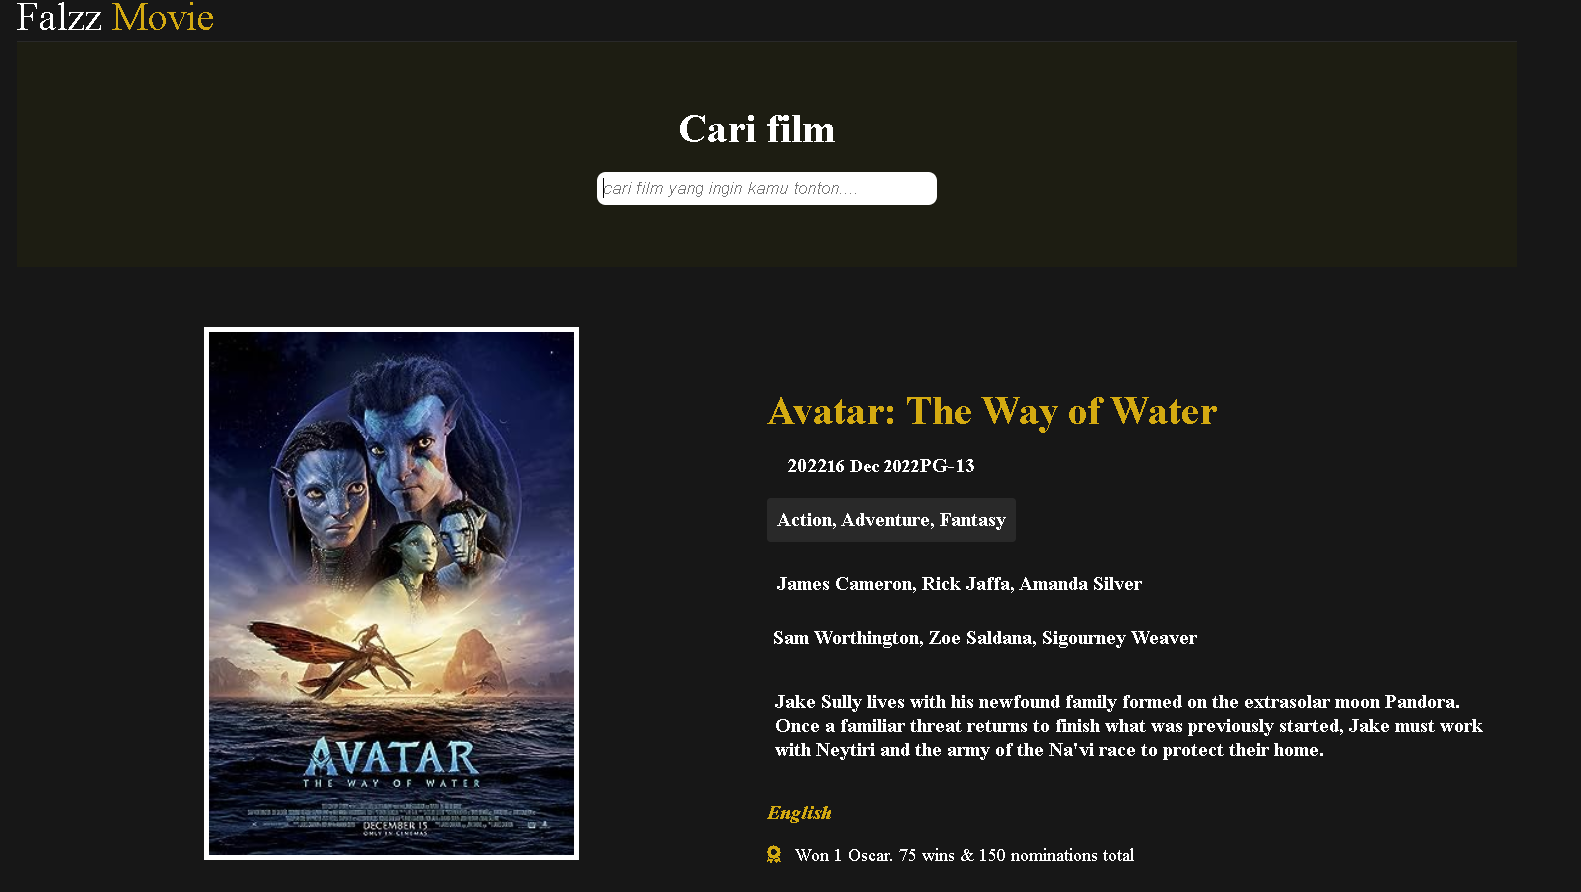 Falzz Movie
Cari film
cari film yang ingin kamu tonton....
Avatar: The Way of Water
202216 Dec 2022PG-13
Action, Adventure, Fantasy
James Cameron, Rick Jaffa, Amanda Silver
Sam Worthington, Zoe Saldana, Sigourney Weaver
Jake Sully lives with his newfound family formed on the extrasolar moon Pandora.
Once a familiar threat returns to finish what was previously started, Jake must work
with Neytiri and the army of the Na'vi race to protect their home.
English
Won 1 Oscar. 75 wins & 150 nominations total
AVATAR
THE WAY OF WATER
DECEMBER 15
ONLY IN CINEMAS